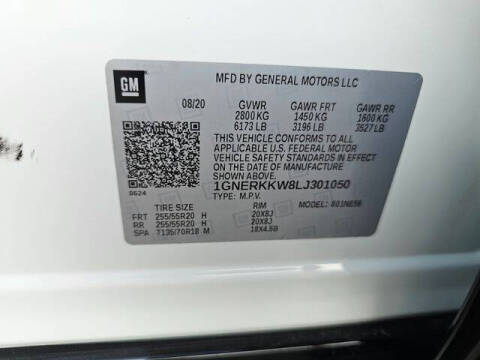 GM
MFD BY GENERAL MOTORS LLC
08/20 GVWR GAWR FRT GAWR RR
2800 KG 1450 KG 1600 KG
6173 LB 3196 LB 3527 LB
THIS VEHICLE CONFORMS TO ALL
APPLICABLE U.S. FEDERAL MOTOR
VEHICLE SAFETY STANDARDS IN
EFFECT ON THE DATE OF
MANUFACTURE SHOWN ABOVE.
0624 1GNERKKW8LJ301050
TYPE: M.P.V. MODEL:
TIRE SIZE RIM
FRT 255/55R20 H 20X8J
RR 255/55R20 H 20X8J
SPA T135/70R18 M 18X4.5B